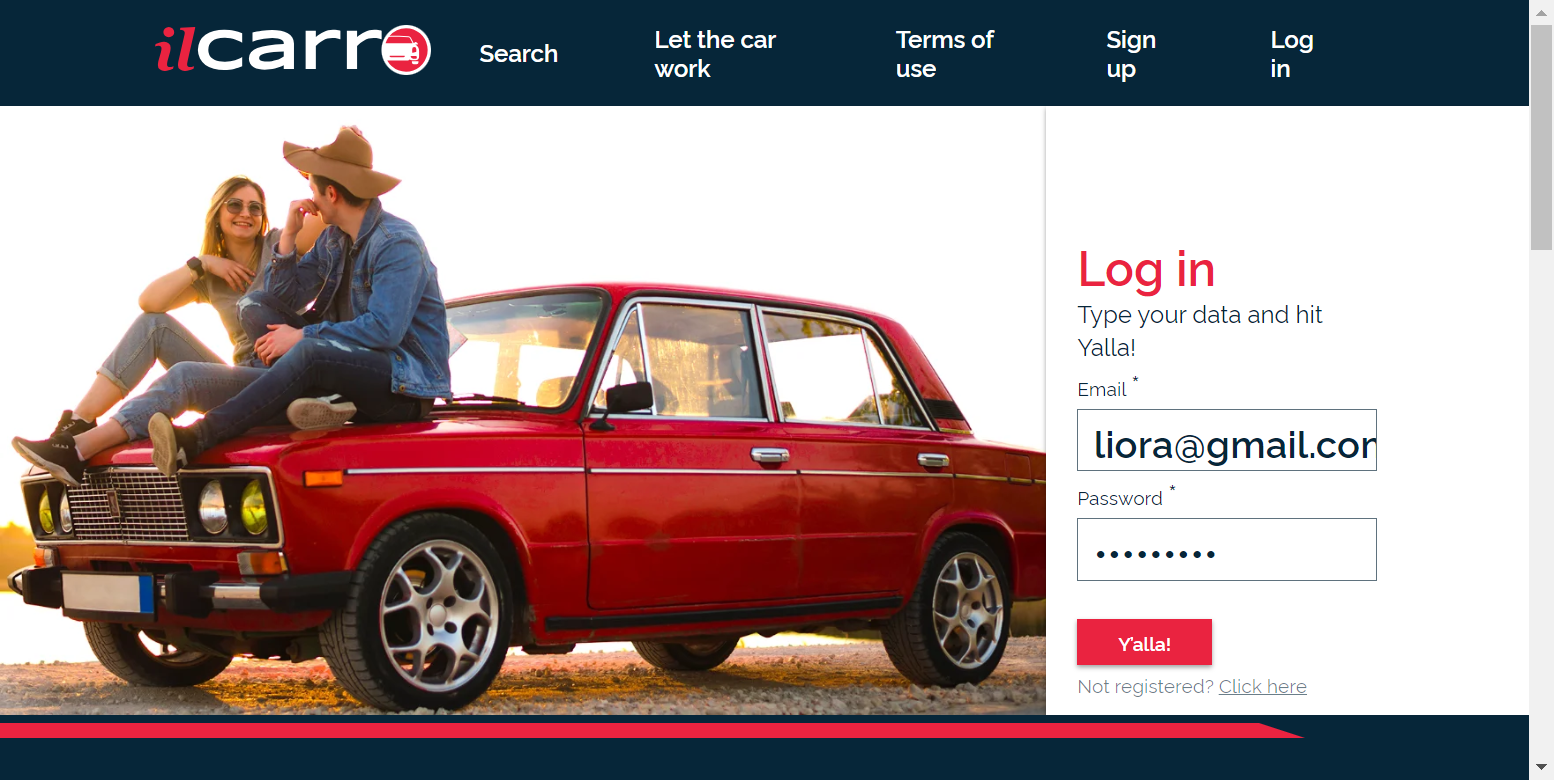 ilcarro
Search
Let the car
work
Terms of
use
Sign
up
Log
in
Log in
Type your data and hit
Yalla!
Email *
liora@gmail.com
Password *
•••••••••
Y'alla!
Not registered? Click here